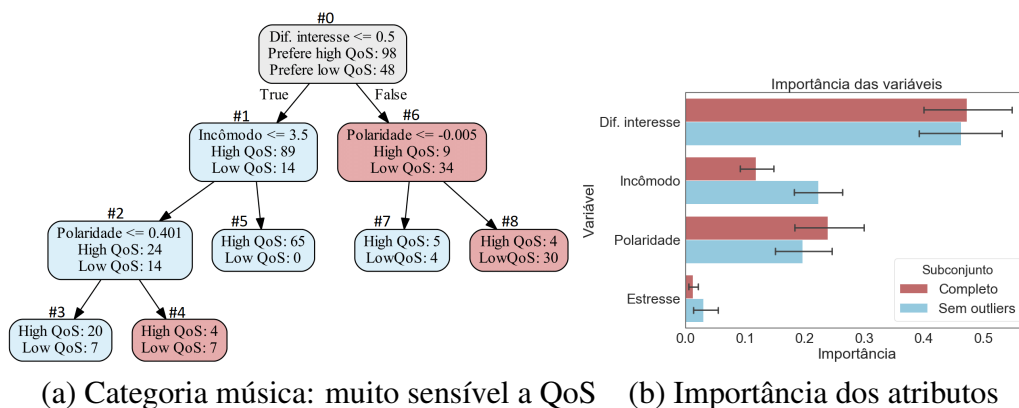 #0
Dif. interesse <= 0.5
Prefere high QoS: 98
Prefere low QoS: 48
True
False
#1
Incômodo <= 3.5
High QoS: 89
Low QoS: 14
#6
Polaridade <= -0.005
High QoS: 9
Low QoS: 34
#2
Polaridade <= 0.401
High QoS: 24
Low QoS: 14
#5
High QoS: 65
Low QoS: 0
#7
High QoS: 5
LowQoS: 4
#8
High QoS: 4
LowQoS: 30
#3
High QoS: 20
Low QoS: 7
#4
High QoS: 4
Low QoS: 7
(a) Categoria música: muito sensível a QoS
Importância das variáveis
Variável
Dif. interesse
Incômodo
Polaridade
Estresse
Subconjunto
Completo
Sem outliers
0.0 0.1 0.2 0.3 0.4 0.5
Importância
(b) Importância dos atributos